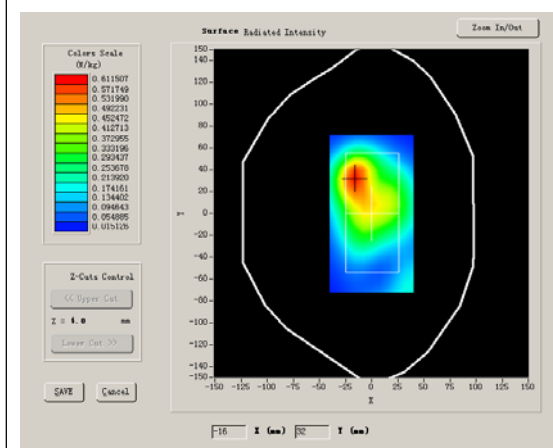 Surface Radiated Intensity
Zoom In/Out
Colors Scale
(W/kg)
0.611507
0.571749
0.531990
0.492231
0.452472
0.412713
0.372955
0.333196
0.293437
0.253678
0.213920
0.174161
0.134402
0.094643
0.054885
0.015126
Z-Cuts Control
<< Upper Cut
Z = 4.0 mm
Lower Cut >>
SAVE Cancel
150
140
120
100
80
60
40
20
0
-20
-40
-60
-80
-100
-120
-140
-150
Y
-150 -125 -100 -75 -50 -25 0 25 50 75 100 125 150
X
-16 X (mm) 32 Y (mm)